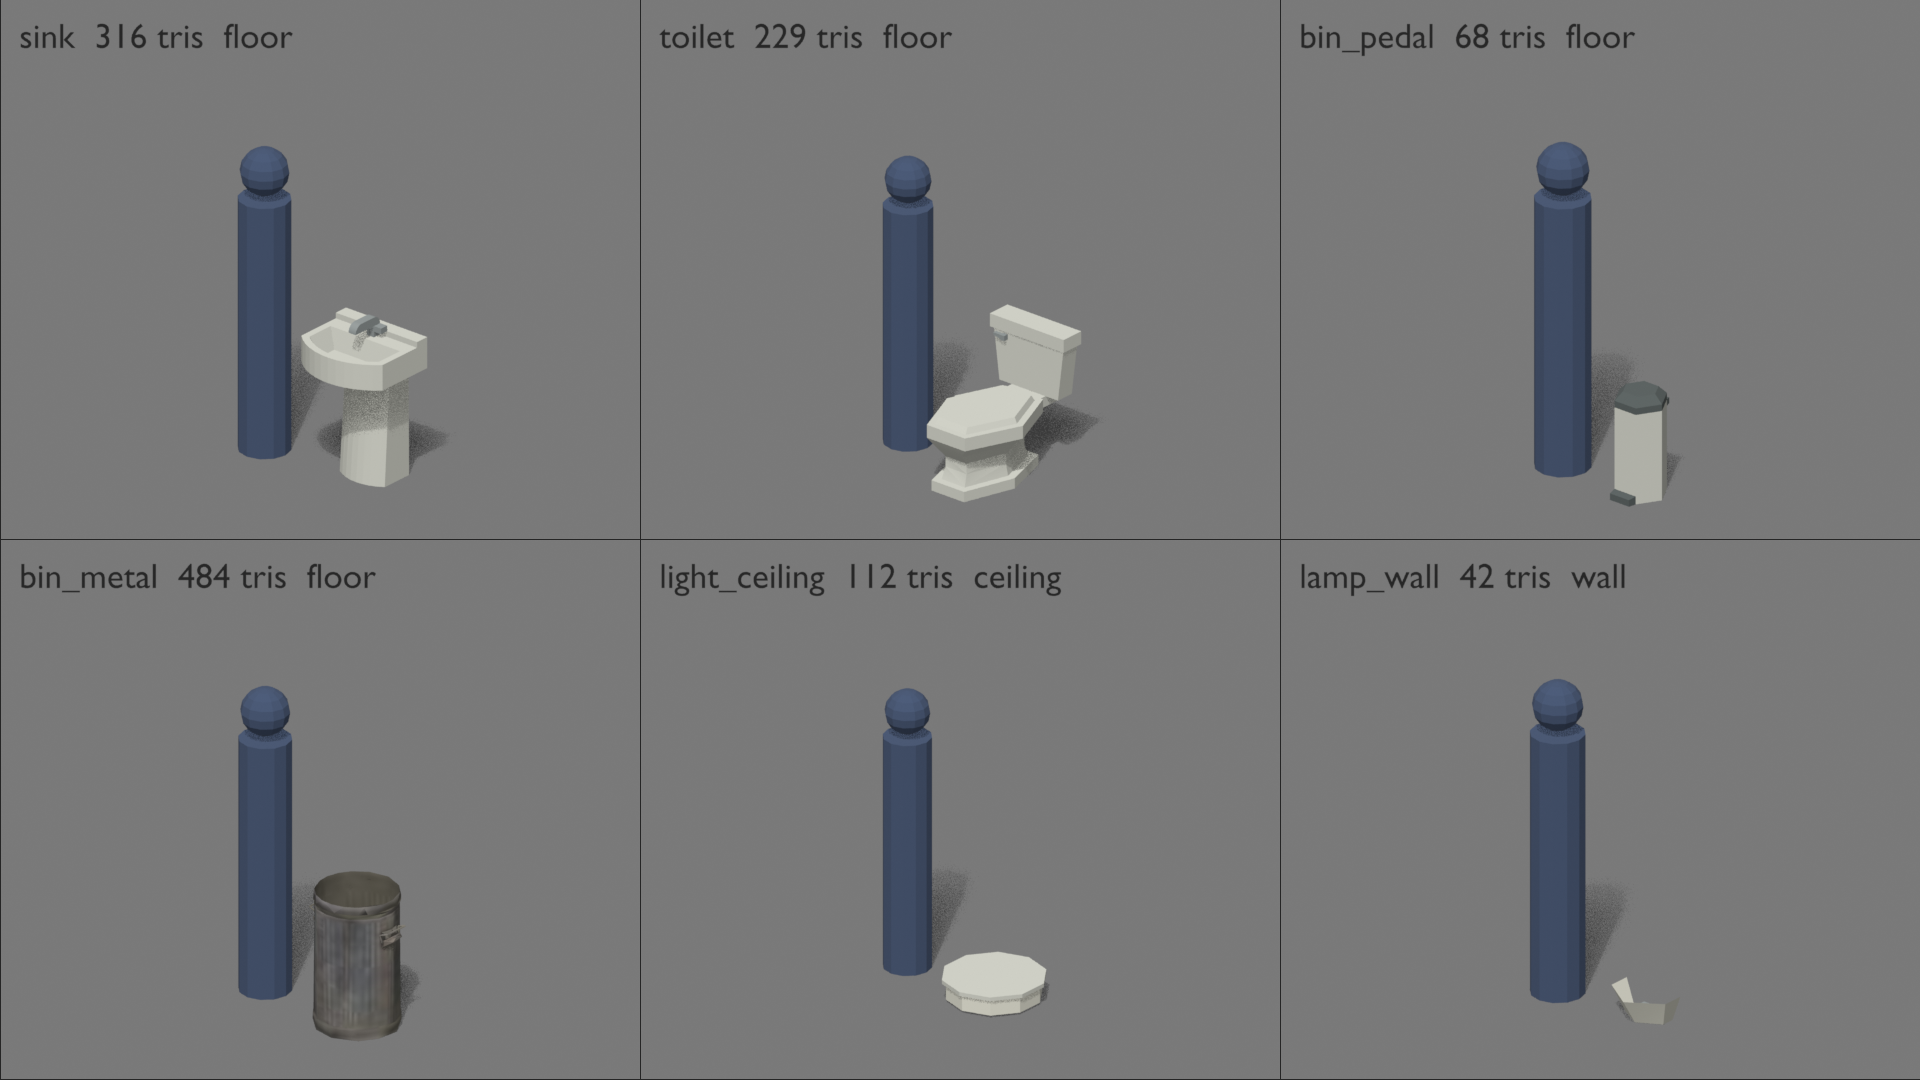 sink 316 tris floor
toilet 229 tris floor
bin_pedal 68 tris floor
bin_metal 484 tris floor
light_ceiling 112 tris ceiling
lamp_wall 42 tris wall